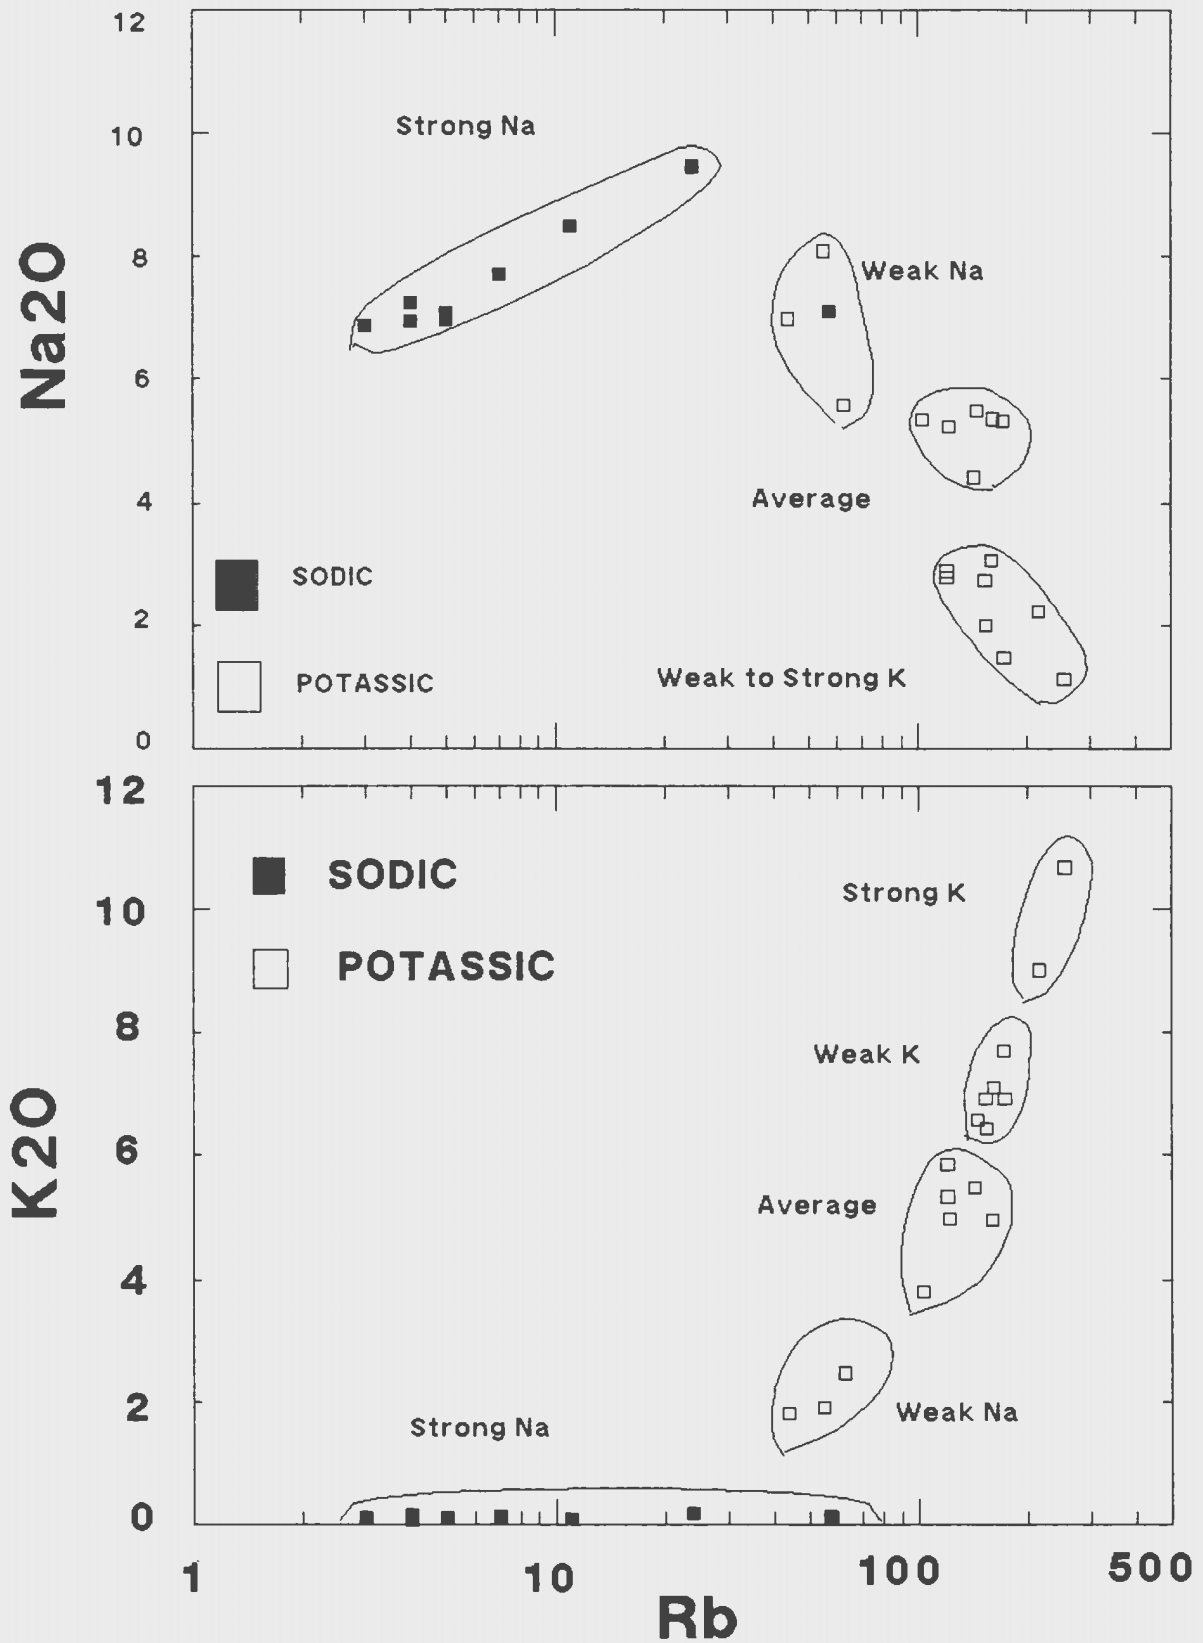 12
Strong Na
10
Na2O
8
Weak Na
6
4
Average
SODIC
2
Weak to Strong K
POTASSIC
0
12
SODIC
Strong K
10
POTASSIC
8
Weak K
K2O
6
Average
4
2
Weak Na
Strong Na
0
1
10
100
500
Rb